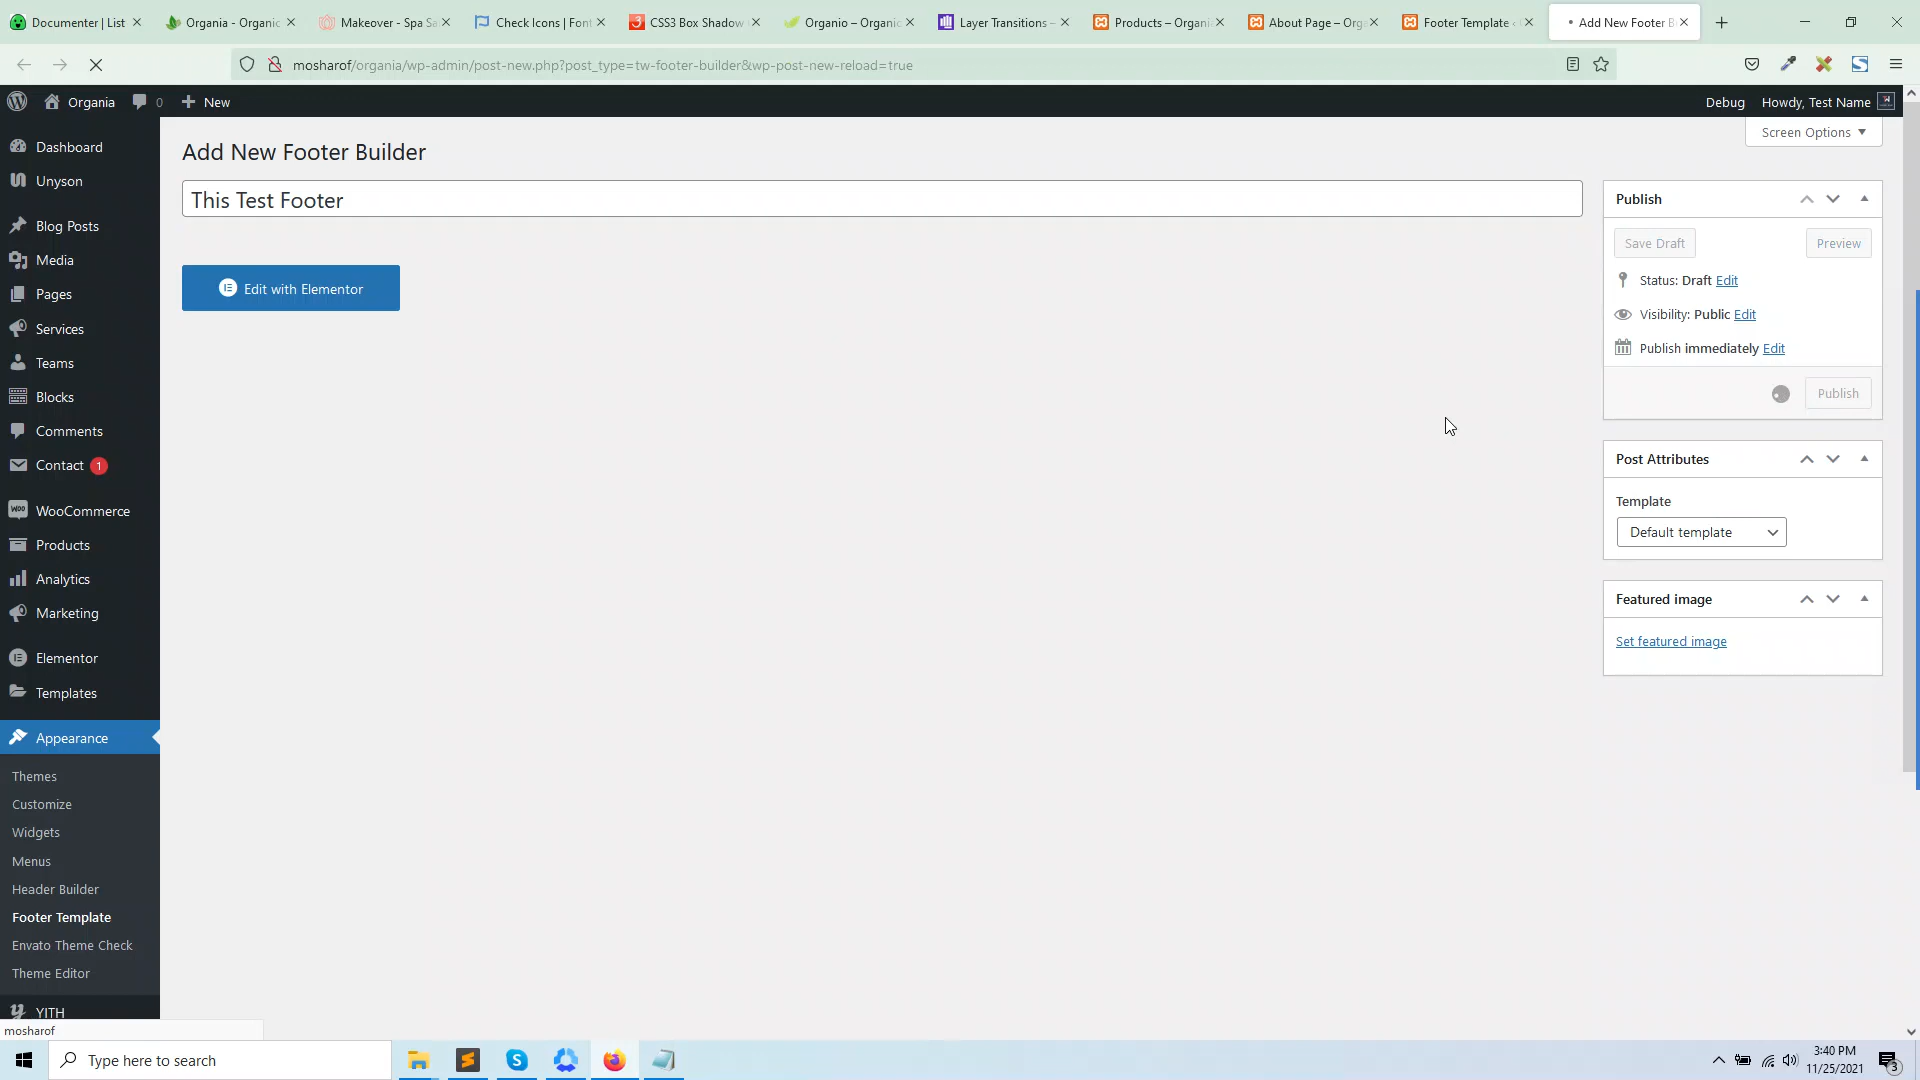 Documenter | List
Organia - Organic
Makeover - Spa Sa
Check Icons | Font
CSS3 Box Shadow
Organio – Organic
Layer Transitions –
Products – Organi
About Page – Orga
Footer Template ‹ O
Add New Footer B
mosharof/organia/wp-admin/post-new.php?post_type=tw-footer-builder&wp-post-new-reload=true
Organia
0
New
Debug
Howdy, Test Name
Screen Options
Dashboard
Unyson
Blog Posts
Media
Pages
Services
Teams
Blocks
Comments
Contact 1
WooCommerce
Products
Analytics
Marketing
Elementor
Templates
Appearance
Themes
Customize
Widgets
Menus
Header Builder
Footer Template
Envato Theme Check
Theme Editor
YITH
mosharof
Add New Footer Builder
This Test Footer
Edit with Elementor
Publish
Save Draft
Preview
Status: Draft Edit
Visibility: Public Edit
Publish immediately Edit
Publish
Post Attributes
Template
Default template
Featured image
Set featured image
Type here to search
3:40 PM
11/25/2021
3